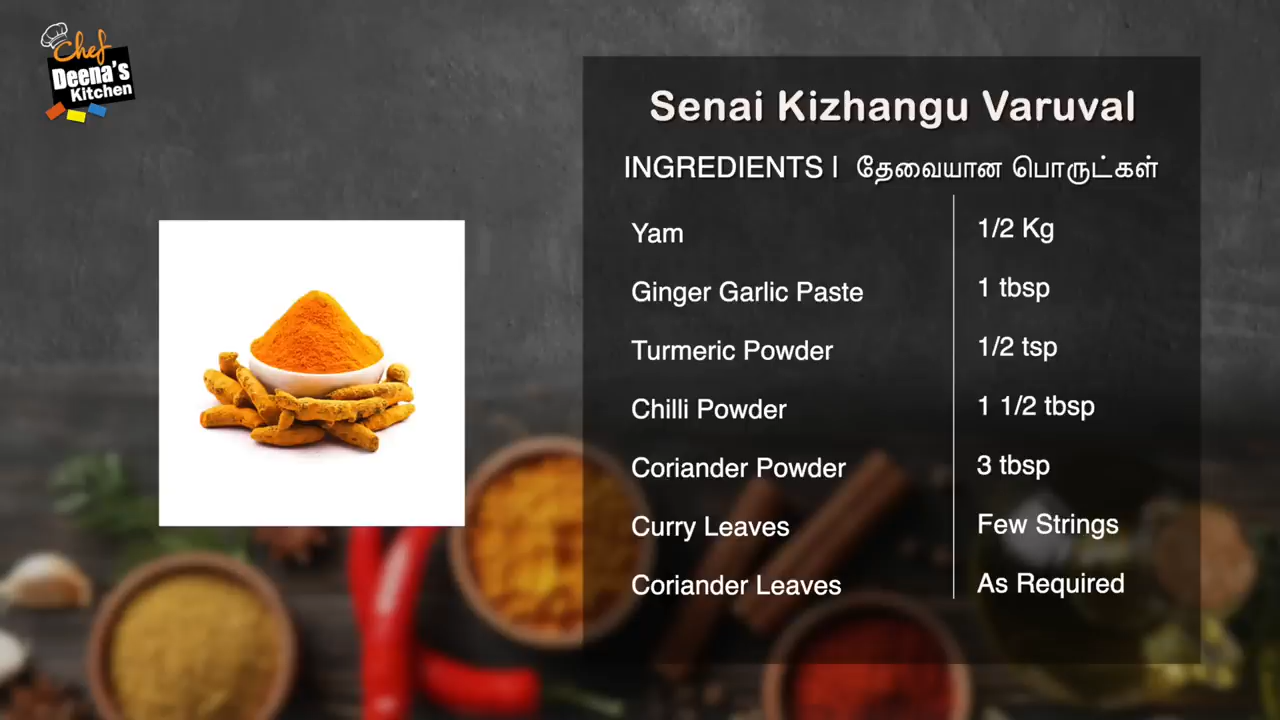 Chef
Deena's
Kitchen
Senai Kizhangu Varuval
INGREDIENTS | தேவையான பொருட்கள்
Yam 1/2 Kg
Ginger Garlic Paste 1 tbsp
Turmeric Powder 1/2 tsp
Chilli Powder 1 1/2 tbsp
Coriander Powder 3 tbsp
Curry Leaves Few Strings
Coriander Leaves As Required